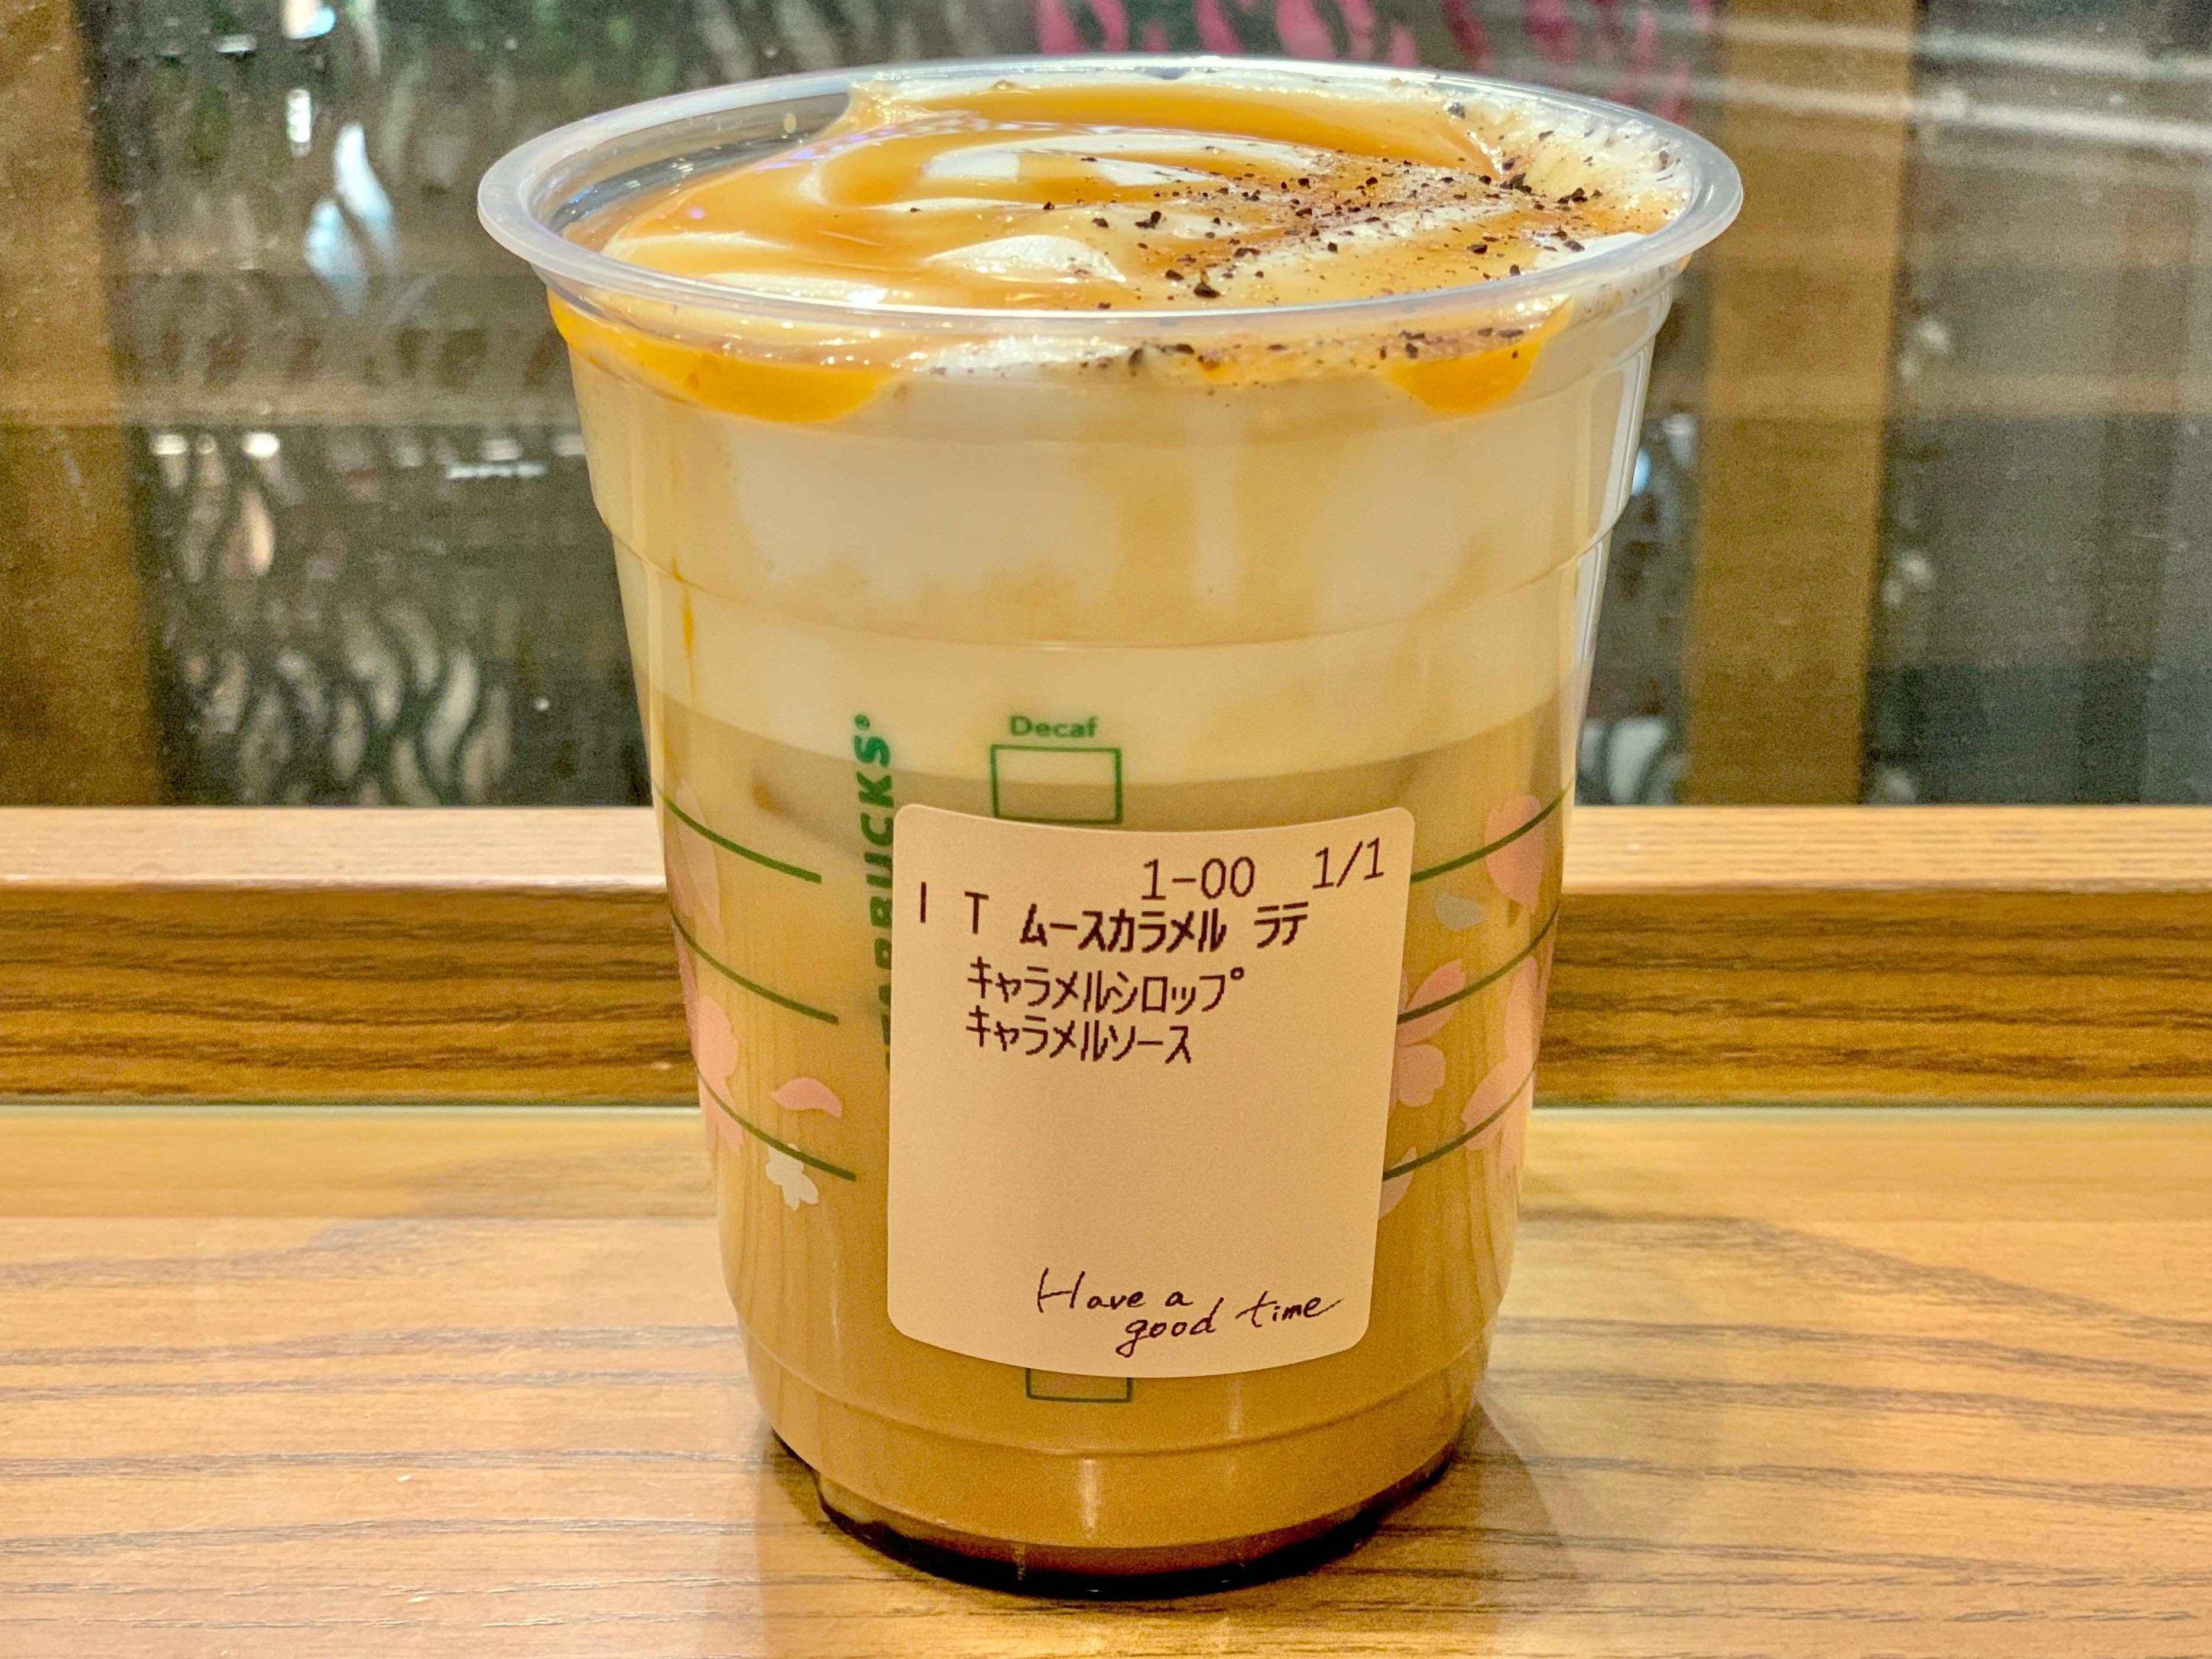 Decaf
STARBUCKS®
1-00 1/1
I T ムースカラメル ラテ
キャラメルシロップ
キャラメルソース
Have a
good time